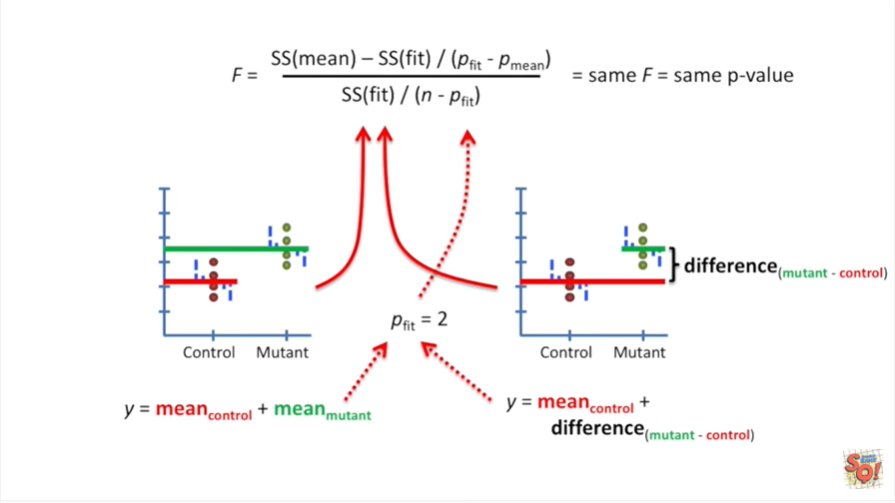 F = SS(mean) – SS(fit) / (pfit - pmean)
SS(fit) / (n - pfit)
= same F = same p-value
difference(mutant - control)
pfit = 2
Control Mutant
Control Mutant
y = meancontrol + meanmutant
y = meancontrol +
difference(mutant - control)
SQ!